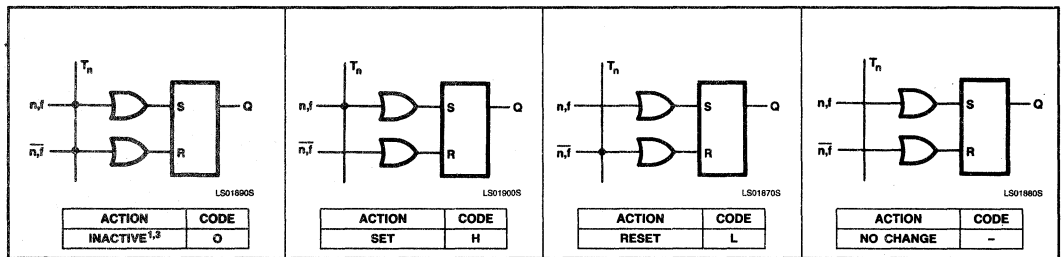 Tn
n,f
n,f
S
R
Q
LS01890S
ACTION CODE
INACTIVE1,3 O
Tn
n,f
n,f
S
R
Q
LS01900S
ACTION CODE
SET H
Tn
n,f
n,f
S
R
Q
LS01870S
ACTION CODE
RESET L
Tn
n,f
n,f
S
R
Q
LS01880S
ACTION CODE
NO CHANGE –